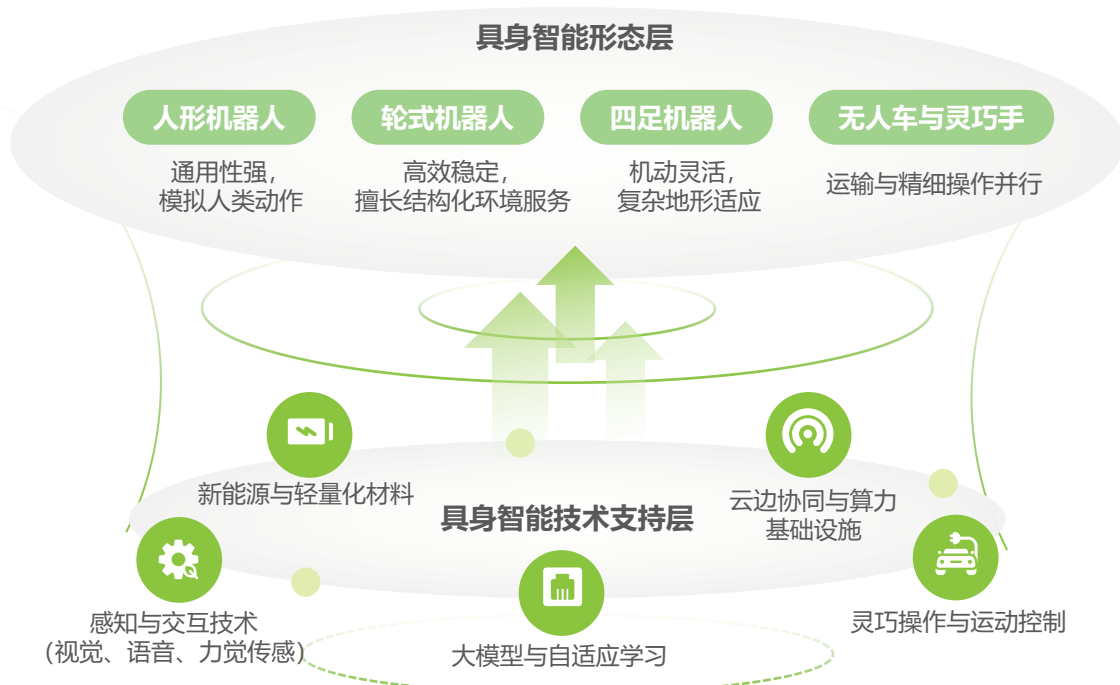 具身智能形态层
人形机器人
轮式机器人
四足机器人
无人车与灵巧手
通用性强，
模拟人类动作
高效稳定，
擅长结构化环境服务
机动灵活，
复杂地形适应
运输与精细操作并行
新能源与轻量化材料
云边协同与算力
基础设施
具身智能技术支持层
感知与交互技术
（视觉、语音、力觉传感）
大模型与自适应学习
灵巧操作与运动控制